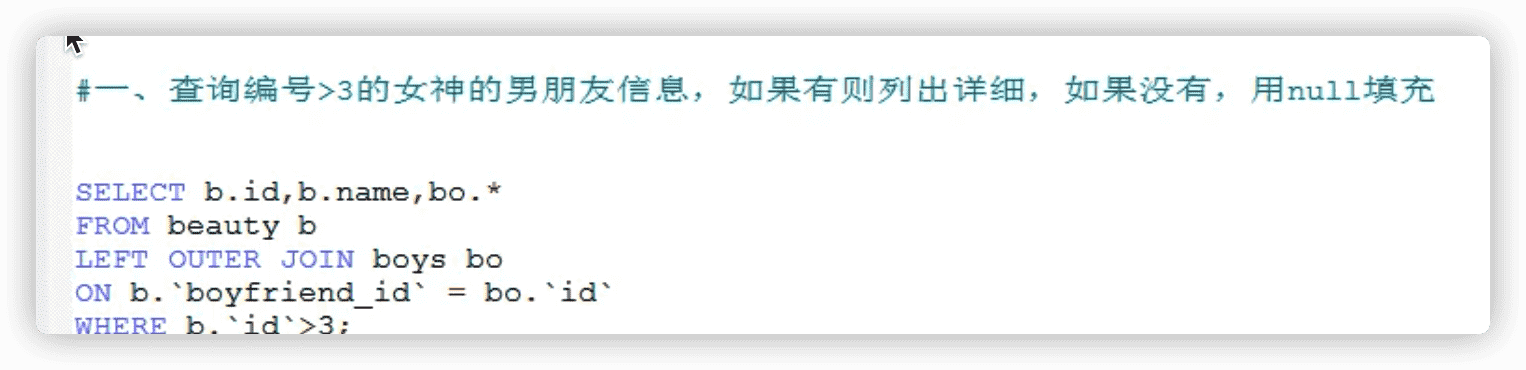 #一、查询编号>3的女神的男朋友信息，如果有则列出详细，如果没有，用null填充
SELECT b.id,b.name,bo.*
FROM beauty b
LEFT OUTER JOIN boys bo
ON b.`boyfriend_id` = bo.`id`
WHERE b.`id`>3;